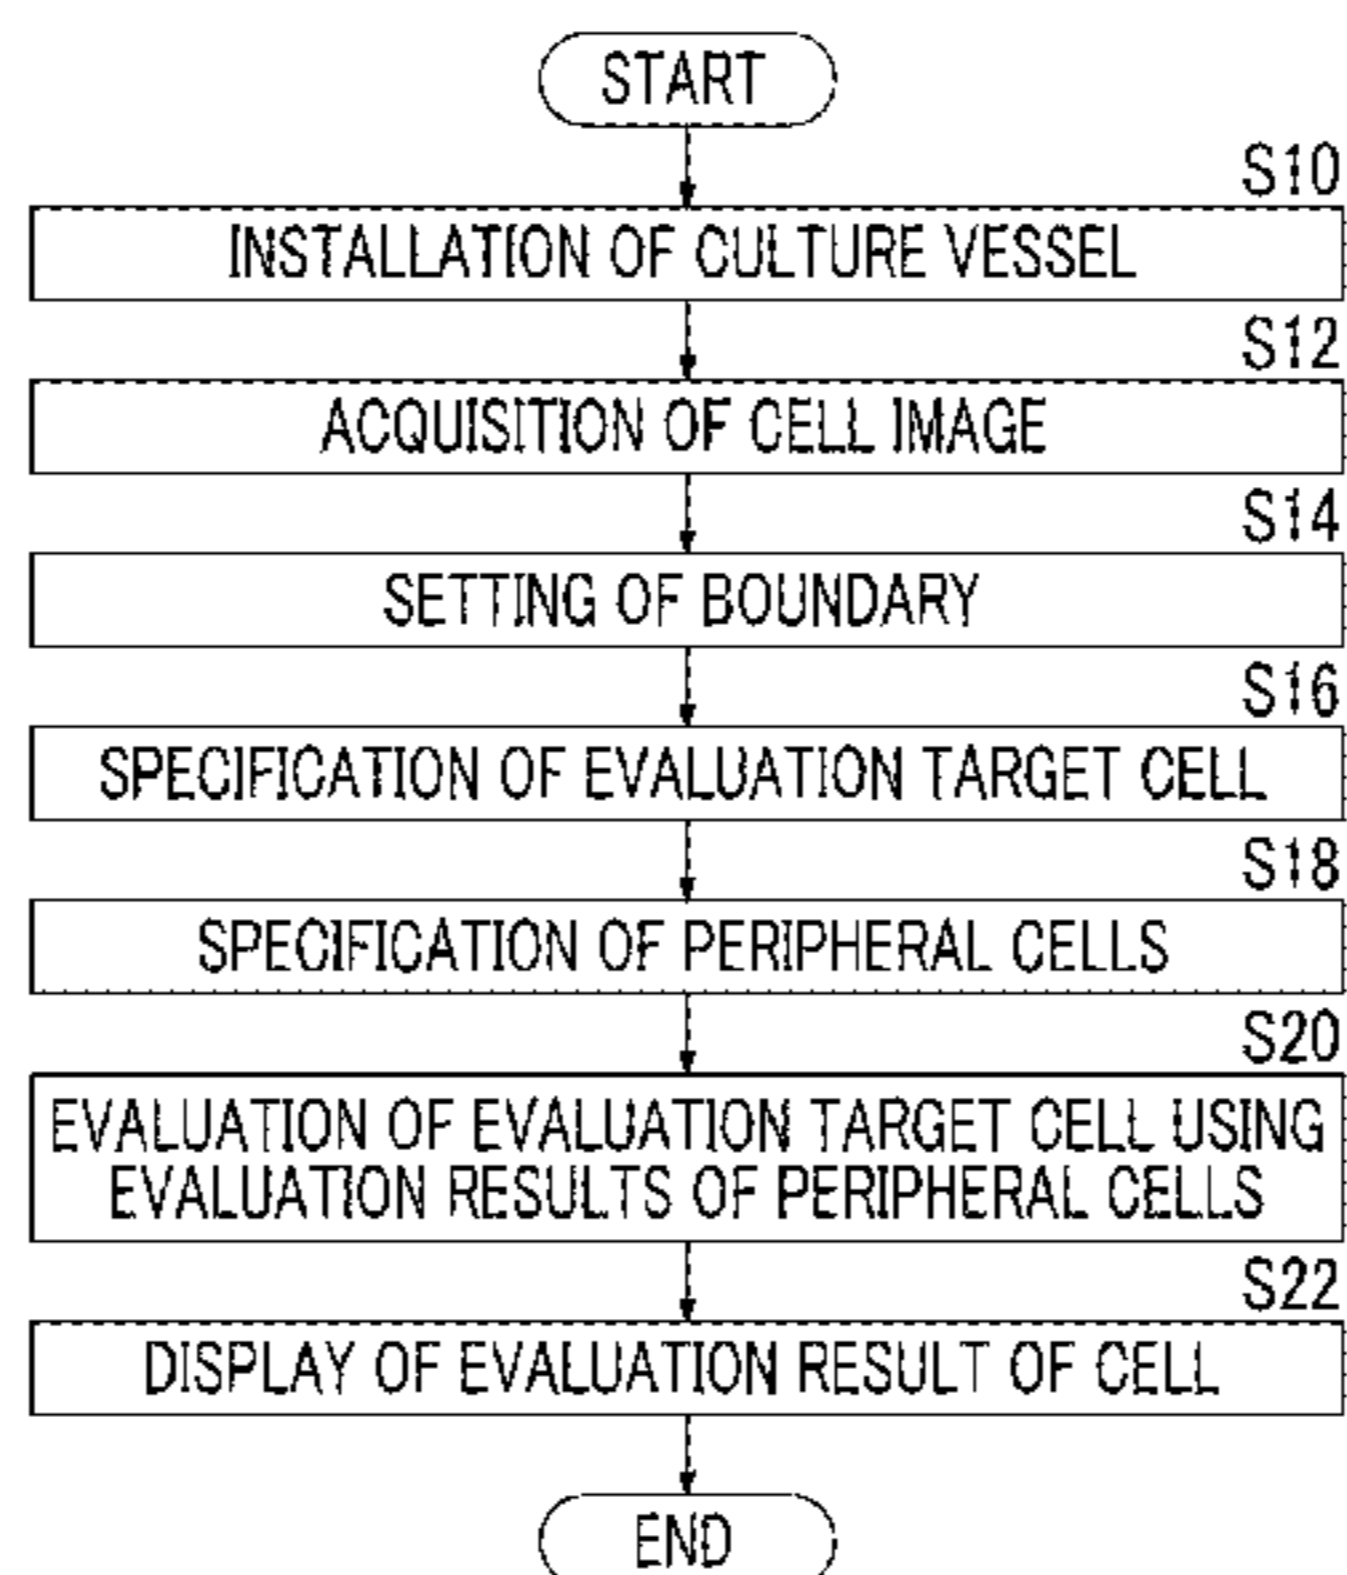 START
S10
INSTALLATION OF CULTURE VESSEL
S12
ACQUISITION OF CELL IMAGE
S14
SETTING OF BOUNDARY
S16
SPECIFICATION OF EVALUATION TARGET CELL
S18
SPECIFICATION OF PERIPHERAL CELLS
S20
EVALUATION OF EVALUATION TARGET CELL USING
EVALUATION RESULTS OF PERIPHERAL CELLS
S22
DISPLAY OF EVALUATION RESULT OF CELL
END